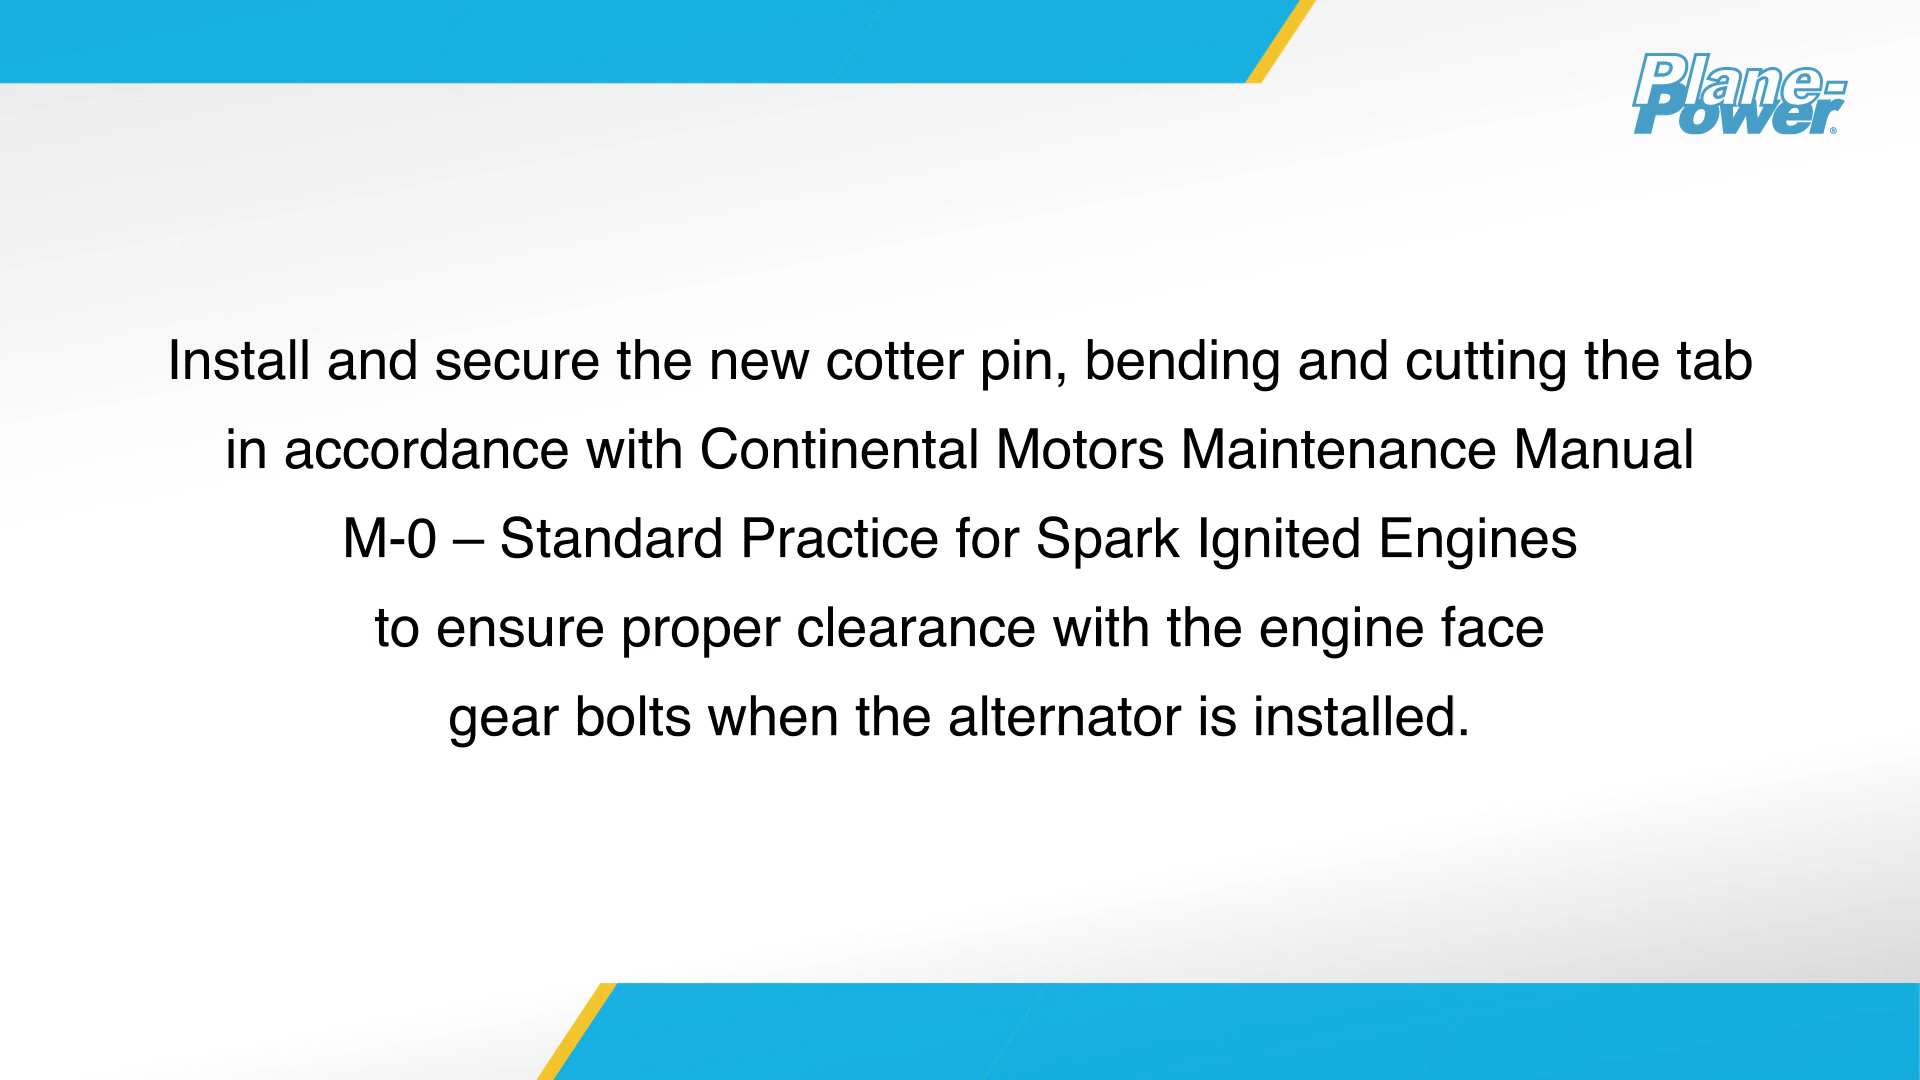 Plane-
Power®
Install and secure the new cotter pin, bending and cutting the tab
in accordance with Continental Motors Maintenance Manual
M-0 – Standard Practice for Spark Ignited Engines
to ensure proper clearance with the engine face
gear bolts when the alternator is installed.